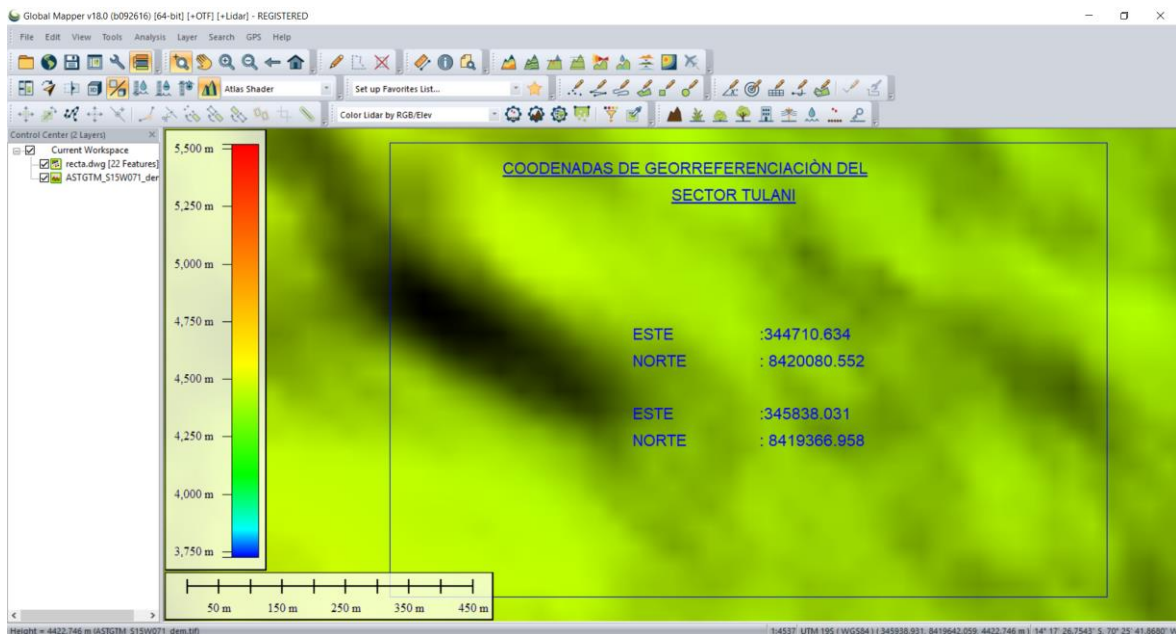 Global Mapper v18.0 (b092616) [64-bit] [+OTF] [+Lidar] - REGISTERED
File Edit View Tools Analysis Layer Search GPS Help
Atlas Shader
Set up Favorites List...
Color Lidar by RGB/Elev
Control Center (2 Layers)
Current Workspace
recta.dwg [22 Features]
ASTGTM_S15W071_der
5,500 m
5,250 m
5,000 m
4,750 m
4,500 m
4,250 m
4,000 m
3,750 m
50 m 150 m 250 m 350 m 450 m
COODENADAS DE GEORREFERENCIACIÒN DEL
SECTOR TULANI
ESTE :344710.634
NORTE : 8420080.552
ESTE :345838.031
NORTE : 8419366.958
Height = 4422.746 m (ASTGTM_S15W071_dem.tif)
1:4537 UTM 19S ( WGS84 ) ( 345938.931, 8419642.059, 4422.746 m ) 14° 17' 26.7543" S, 70° 25' 41.8680"